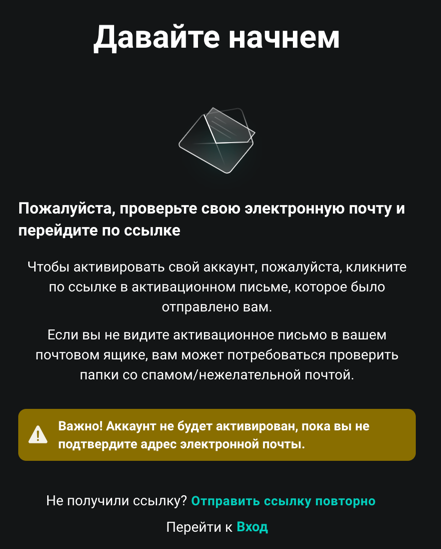 Давайте начнем
Пожалуйста, проверьте свою электронную почту и
перейдите по ссылке
Чтобы активировать свой аккаунт, пожалуйста, кликните
по ссылке в активационном письме, которое было
отправлено вам.
Если вы не видите активационное письмо в вашем
почтовом ящике, вам может потребоваться проверить
папки со спамом/нежелательной почтой.
Важно! Аккаунт не будет активирован, пока вы не
подтвердите адрес электронной почты.
Не получили ссылку? Отправить ссылку повторно
Перейти к Вход